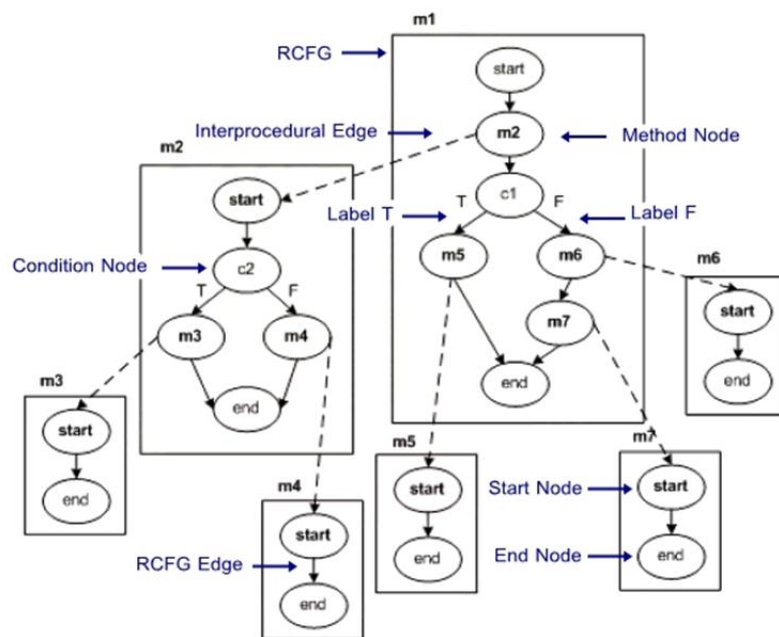 m1
RCFG
start
Interprocedural Edge
m2
Method Node
m2
c1
T
F
start
Label T
Label F
Condition Node
c2
m5
m6
m6
T
F
start
m3
m4
m7
end
m3
end
end
start
m5
m7
end
m4
start
Start Node
start
start
RCFG Edge
end
End Node
end
end